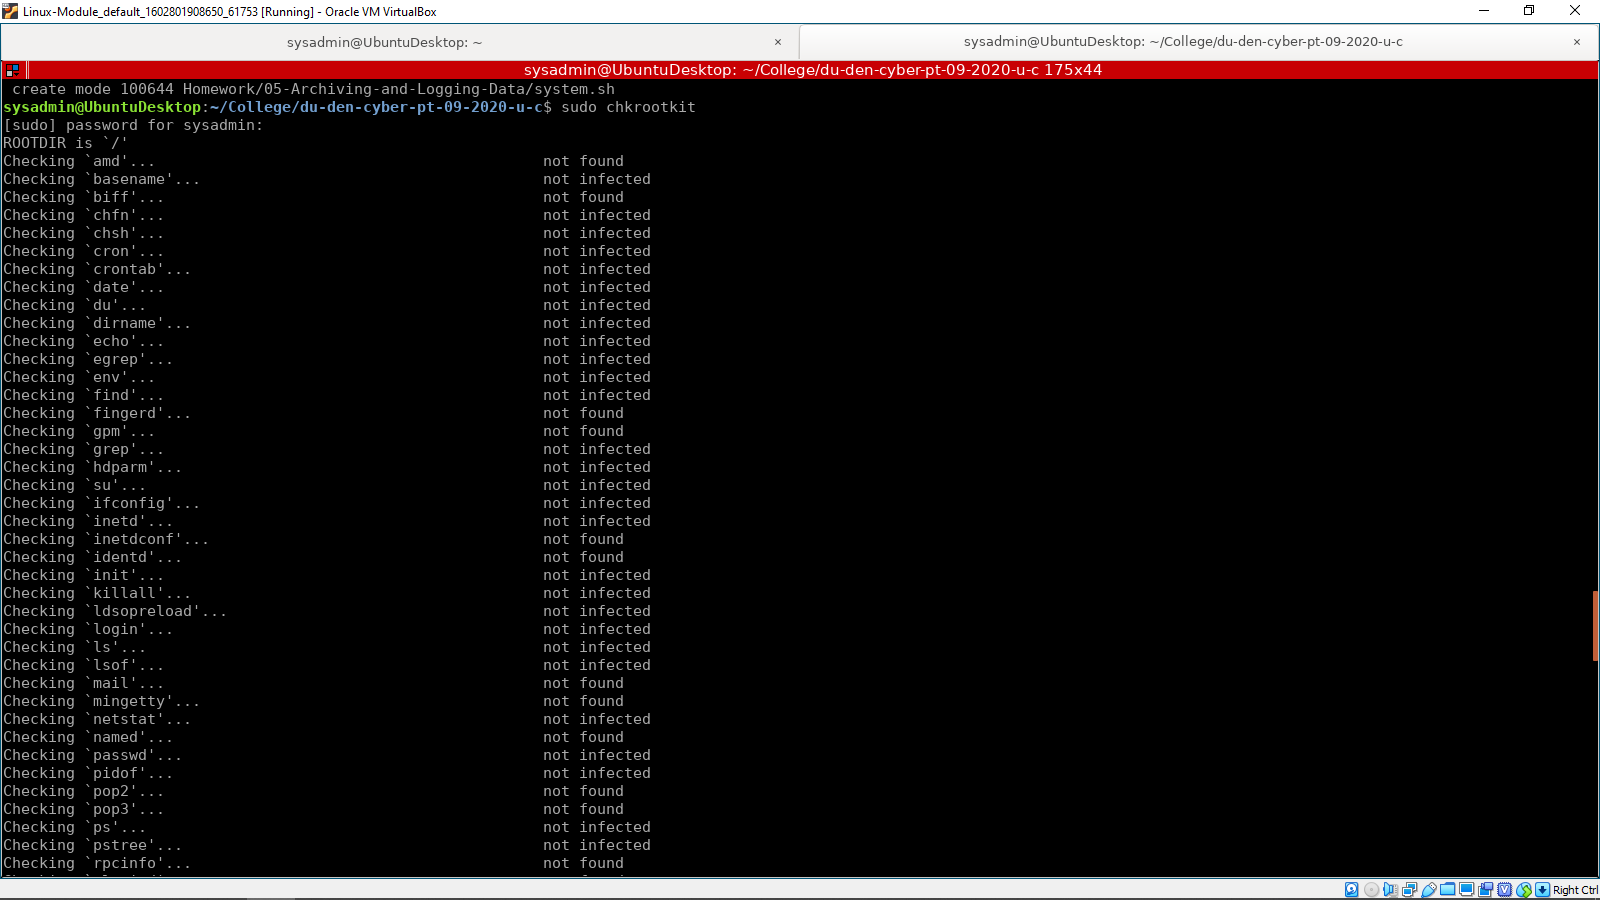 Linux-Module_default_1602801908650_61753 [Running] - Oracle VM VirtualBox
sysadmin@UbuntuDesktop: ~ ×
sysadmin@UbuntuDesktop: ~/College/du-den-cyber-pt-09-2020-u-c ×
sysadmin@UbuntuDesktop: ~/College/du-den-cyber-pt-09-2020-u-c 175x44
create mode 100644 Homework/05-Archiving-and-Logging-Data/system.sh
sysadmin@UbuntuDesktop:~/College/du-den-cyber-pt-09-2020-u-c$ sudo chkrootkit
[sudo] password for sysadmin:
ROOTDIR is `/'
Checking `amd'... not found
Checking `basename'... not infected
Checking `biff'... not found
Checking `chfn'... not infected
Checking `chsh'... not infected
Checking `cron'... not infected
Checking `crontab'... not infected
Checking `date'... not infected
Checking `du'... not infected
Checking `dirname'... not infected
Checking `echo'... not infected
Checking `egrep'... not infected
Checking `env'... not infected
Checking `find'... not infected
Checking `fingerd'... not found
Checking `gpm'... not found
Checking `grep'... not infected
Checking `hdparm'... not infected
Checking `su'... not infected
Checking `ifconfig'... not infected
Checking `inetd'... not infected
Checking `inetdconf'... not found
Checking `identd'... not found
Checking `init'... not infected
Checking `killall'... not infected
Checking `ldsopreload'... not infected
Checking `login'... not infected
Checking `ls'... not infected
Checking `lsof'... not infected
Checking `mail'... not found
Checking `mingetty'... not found
Checking `netstat'... not infected
Checking `named'... not found
Checking `passwd'... not infected
Checking `pidof'... not infected
Checking `pop2'... not found
Checking `pop3'... not found
Checking `ps'... not infected
Checking `pstree'... not infected
Checking `rpcinfo'... not found
Right Ctrl